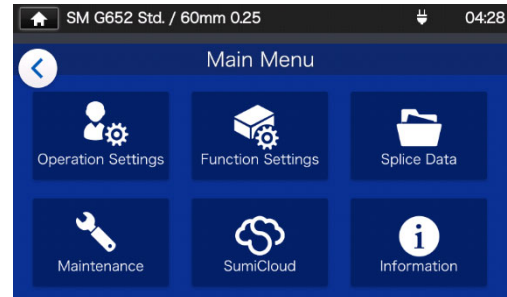 SM G652 Std. / 60mm 0.25 04:28
Main Menu
Operation Settings Function Settings Splice Data
Maintenance SumiCloud Information